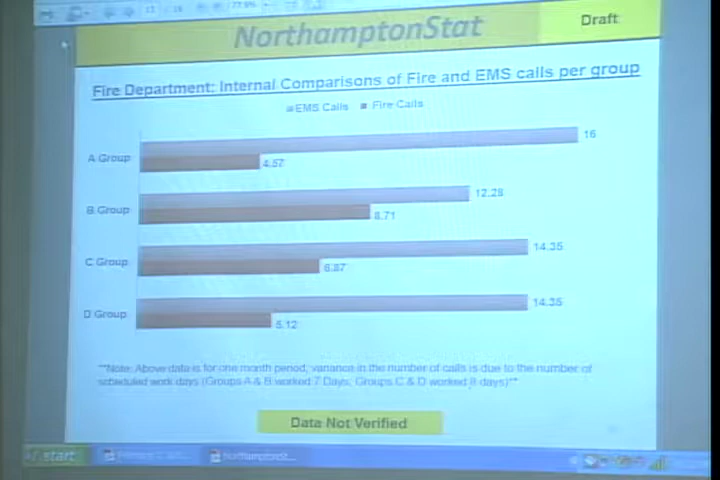 77.9%
NorthamptonStat
Draft
Fire Department: Internal Comparisons of Fire and EMS calls per group
EMS Calls Fire Calls
A Group
16
4.57
B Group
12.28
8.71
C Group
14.35
6.87
D Group
14.35
5.12
**Note: Above data is for one month period, variance in the number of calls is due to the number of
scheduled work days (Groups A & B worked 7 Days; Groups C & D worked 8 days)**
Data Not Verified
start